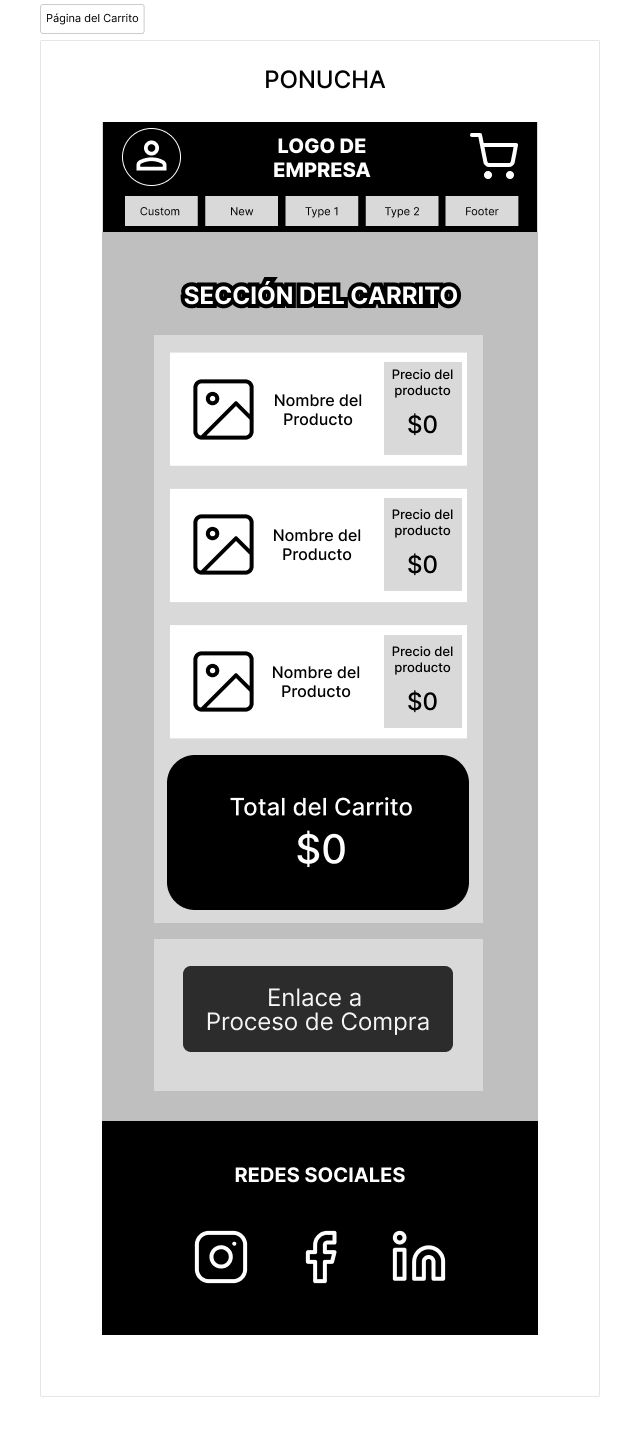 Página del Carrito
PONUCHA
LOGO DE
EMPRESA
Custom
New
Type 1
Type 2
Footer
SECCIÓN DEL CARRITO
Nombre del
Producto
Precio del
producto
$0
Nombre del
Producto
Precio del
producto
$0
Nombre del
Producto
Precio del
producto
$0
Total del Carrito
$0
Enlace a
Proceso de Compra
REDES SOCIALES